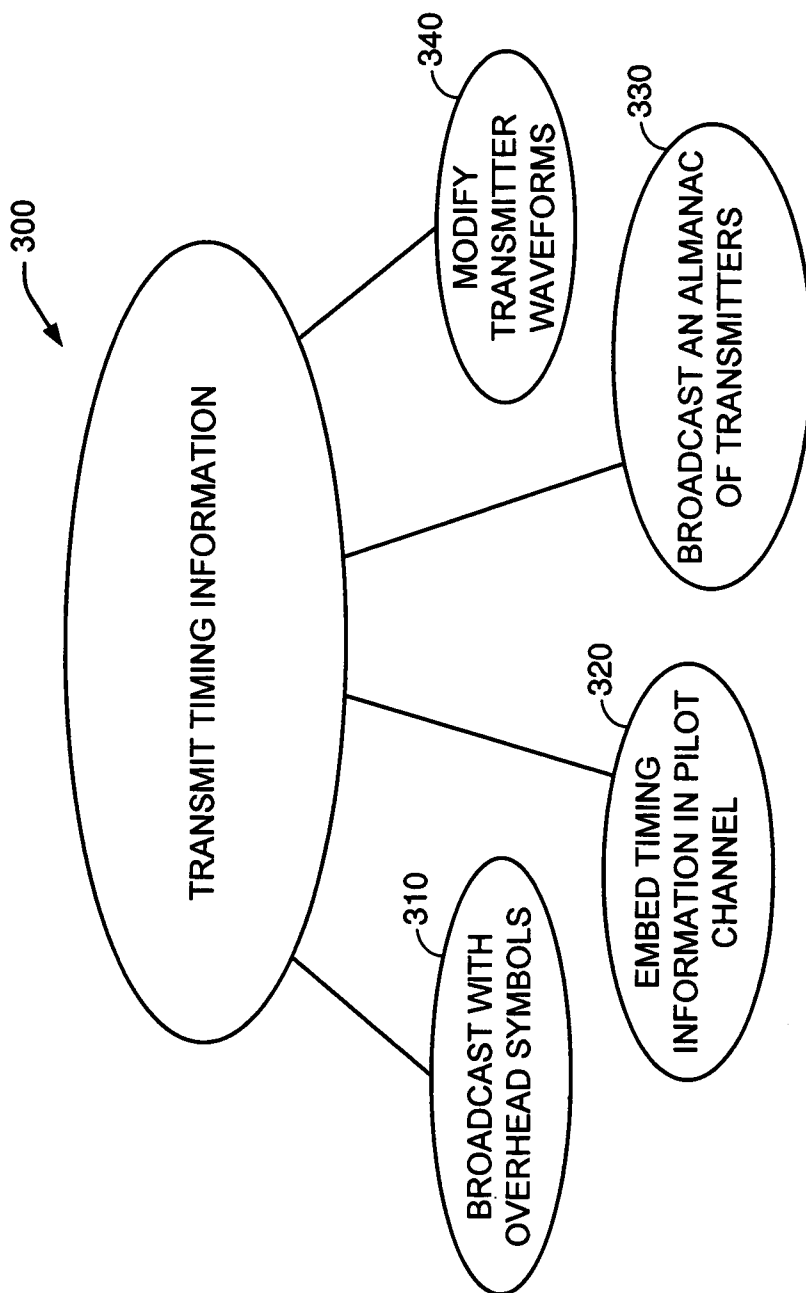 300
TRANSMIT TIMING INFORMATION
310
BROADCAST WITH
OVERHEAD SYMBOLS
320
EMBED TIMING
INFORMATION IN PILOT
CHANNEL
330
BROADCAST AN ALMANAC
OF TRANSMITTERS
340
MODIFY
TRANSMITTER
WAVEFORMS